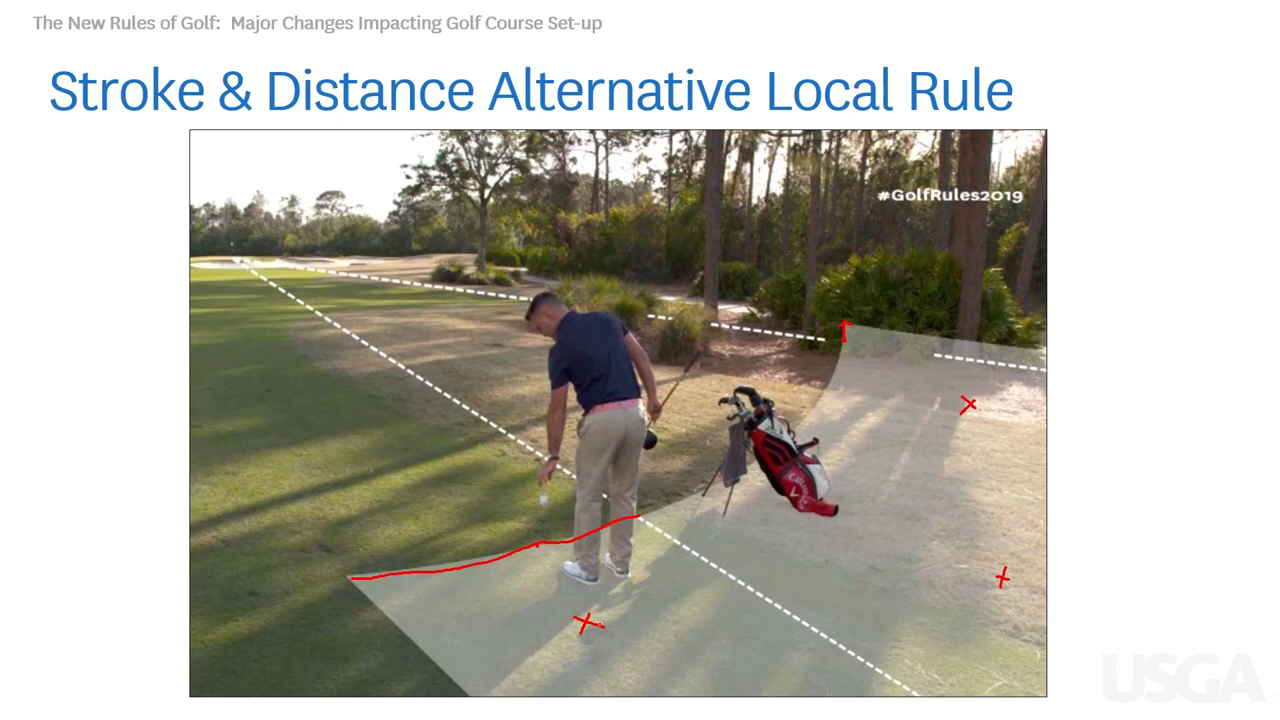 The New Rules of Golf:  Major Changes Impacting Golf Course Set-up
Stroke & Distance Alternative Local Rule
#GolfRules2019
Callaway
USGA